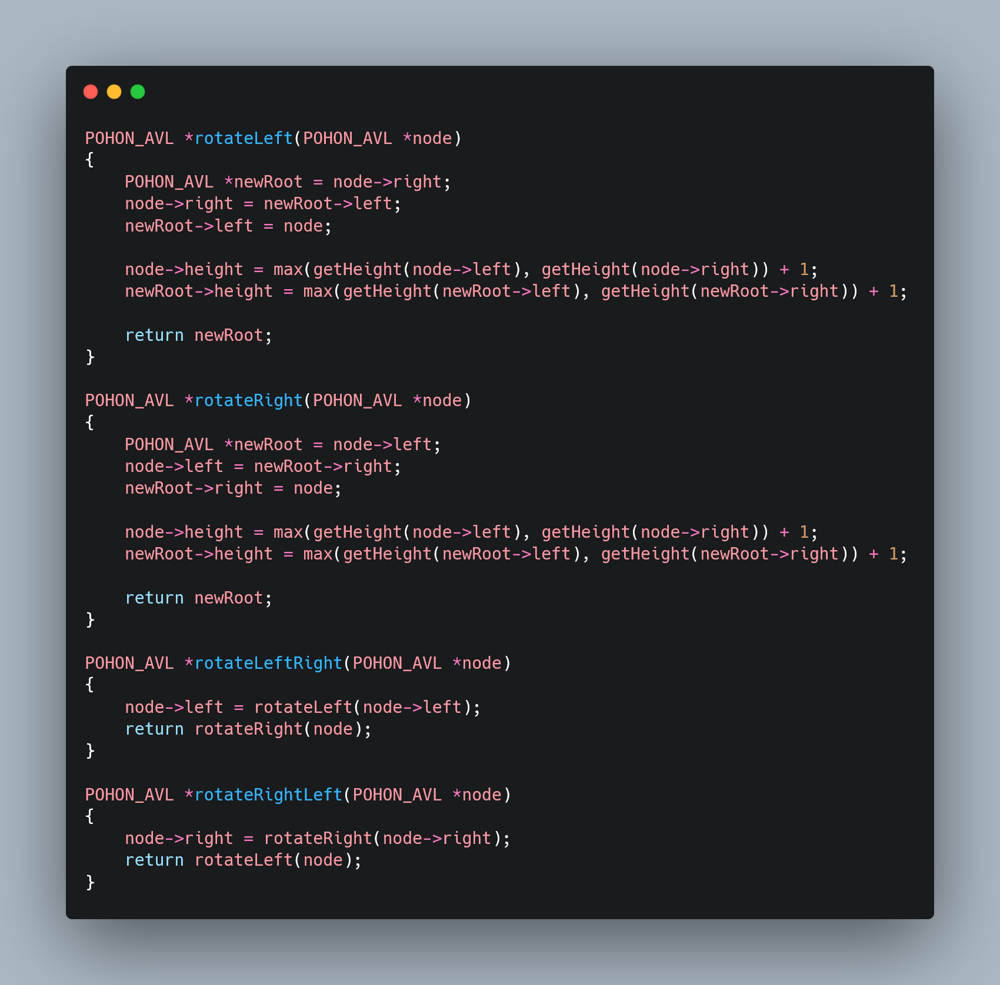 POHON_AVL *rotateLeft(POHON_AVL *node)
{
    POHON_AVL *newRoot = node->right;
    node->right = newRoot->left;
    newRoot->left = node;

    node->height = max(getHeight(node->left), getHeight(node->right)) + 1;
    newRoot->height = max(getHeight(newRoot->left), getHeight(newRoot->right)) + 1;

    return newRoot;
}

POHON_AVL *rotateRight(POHON_AVL *node)
{
    POHON_AVL *newRoot = node->left;
    node->left = newRoot->right;
    newRoot->right = node;

    node->height = max(getHeight(node->left), getHeight(node->right)) + 1;
    newRoot->height = max(getHeight(newRoot->left), getHeight(newRoot->right)) + 1;

    return newRoot;
}

POHON_AVL *rotateLeftRight(POHON_AVL *node)
{
    node->left = rotateLeft(node->left);
    return rotateRight(node);
}

POHON_AVL *rotateRightLeft(POHON_AVL *node)
{
    node->right = rotateRight(node->right);
    return rotateLeft(node);
}